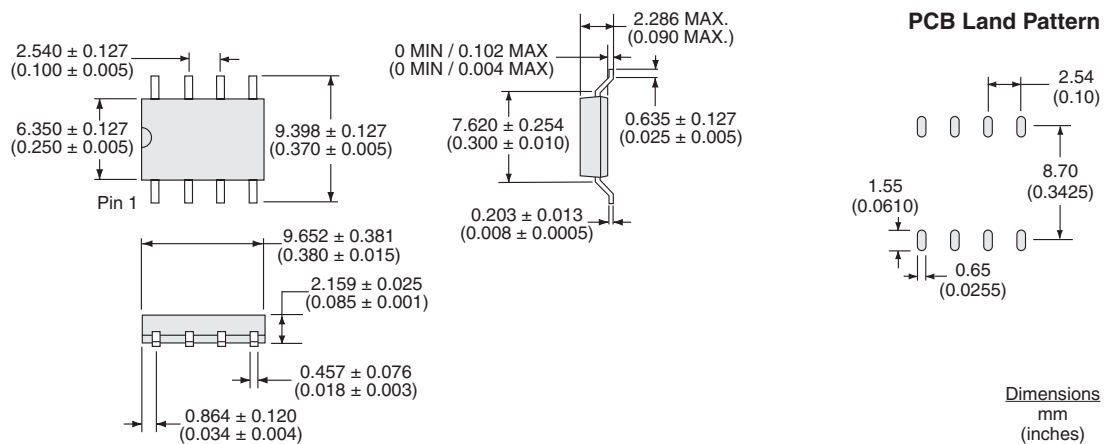 2.540 ± 0.127
(0.100 ± 0.005)
6.350 ± 0.127
(0.250 ± 0.005)
9.398 ± 0.127
(0.370 ± 0.005)
Pin 1
9.652 ± 0.381
(0.380 ± 0.015)
2.159 ± 0.025
(0.085 ± 0.001)
0.457 ± 0.076
(0.018 ± 0.003)
0.864 ± 0.120
(0.034 ± 0.004)
2.286 MAX.
(0.090 MAX.)
0 MIN / 0.102 MAX
(0 MIN / 0.004 MAX)
7.620 ± 0.254
(0.300 ± 0.010)
0.635 ± 0.127
(0.025 ± 0.005)
0.203 ± 0.013
(0.008 ± 0.0005)
PCB Land Pattern
2.54
(0.10)
8.70
(0.3425)
1.55
(0.0610)
0.65
(0.0255)
Dimensions
mm
(inches)